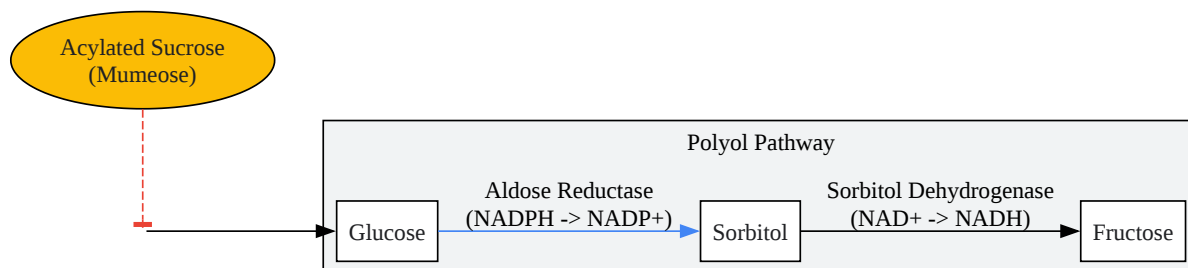 Acylated Sucrose
(Mumeose)
Polyol Pathway
Aldose Reductase
(NADPH -> NADP+)
Sorbitol Dehydrogenase
(NAD+ -> NADH)
Glucose
Sorbitol
Fructose